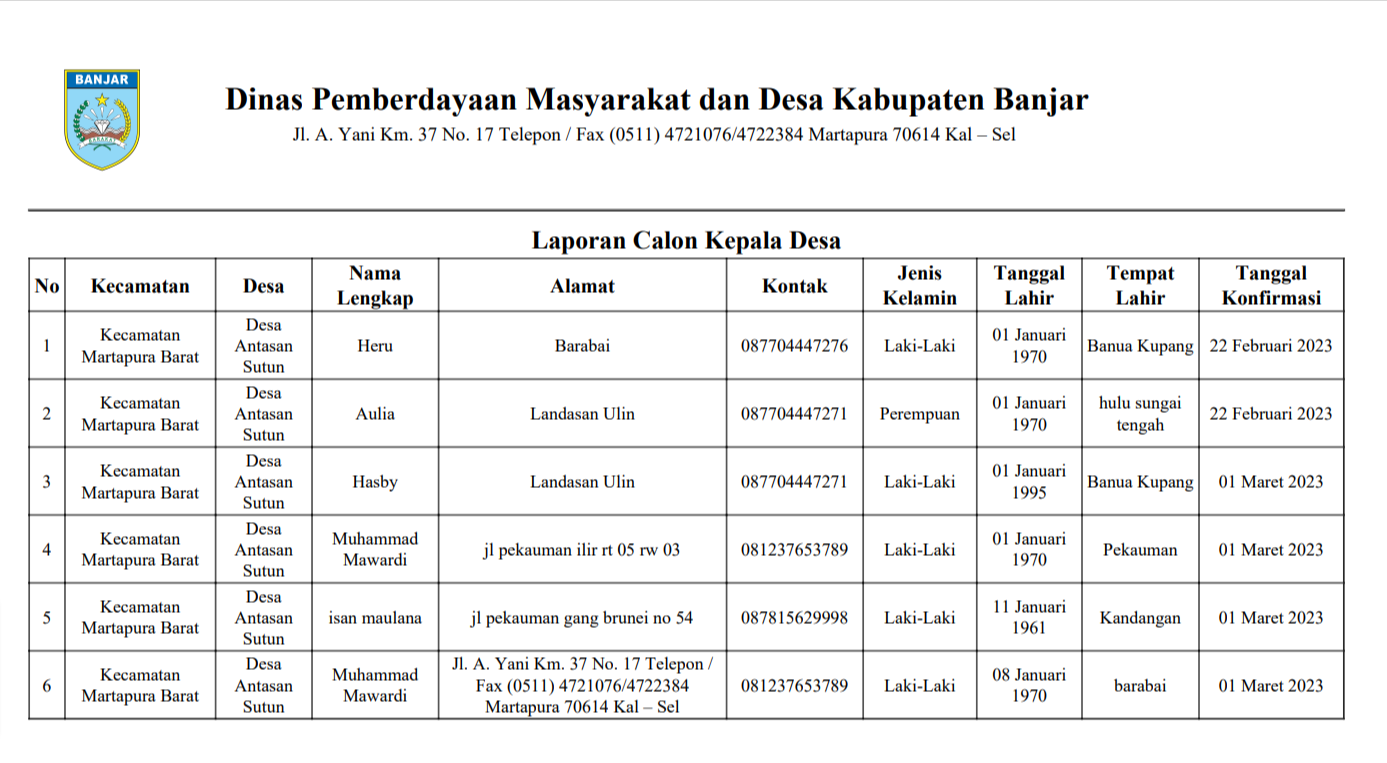 BANJAR
Dinas Pemberdayaan Masyarakat dan Desa Kabupaten Banjar
Jl. A. Yani Km. 37 No. 17 Telepon / Fax (0511) 4721076/4722384 Martapura 70614 Kal – Sel
Laporan Calon Kepala Desa
No Kecamatan Desa Nama Lengkap Alamat Kontak Jenis Kelamin Tanggal Lahir Tempat Lahir Tanggal Konfirmasi
1 Kecamatan Martapura Barat Desa Antasan Sutun Heru Barabai 087704447276 Laki-Laki 01 Januari 1970 Banua Kupang 22 Februari 2023
2 Kecamatan Martapura Barat Desa Antasan Sutun Aulia Landasan Ulin 087704447271 Perempuan 01 Januari 1970 hulu sungai tengah 22 Februari 2023
3 Kecamatan Martapura Barat Desa Antasan Sutun Hasby Landasan Ulin 087704447271 Laki-Laki 01 Januari 1995 Banua Kupang 01 Maret 2023
4 Kecamatan Martapura Barat Desa Antasan Sutun Muhammad Mawardi jl pekauman ilir rt 05 rw 03 081237653789 Laki-Laki 01 Januari 1970 Pekauman 01 Maret 2023
5 Kecamatan Martapura Barat Desa Antasan Sutun isan maulana jl pekauman gang brunei no 54 087815629998 Laki-Laki 11 Januari 1961 Kandangan 01 Maret 2023
6 Kecamatan Martapura Barat Desa Antasan Sutun Muhammad Mawardi Jl. A. Yani Km. 37 No. 17 Telepon / Fax (0511) 4721076/4722384 Martapura 70614 Kal – Sel 081237653789 Laki-Laki 08 Januari 1970 barabai 01 Maret 2023